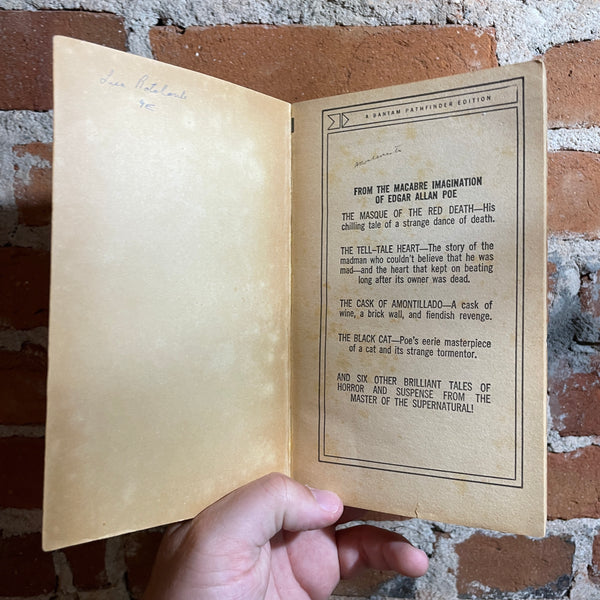 9E
A BANTAM PATHFINDER EDITION
FROM THE MACABRE IMAGINATION
OF EDGAR ALLAN POE
THE MASQUE OF THE RED DEATH—His
chilling tale of a strange dance of death.
THE TELL-TALE HEART—The story of the
madman who couldn't believe that he was
mad—and the heart that kept on beating
long after its owner was dead.
THE CASK OF AMONTILLADO—A cask of
wine, a brick wall, and fiendish revenge.
THE BLACK CAT—Poe's eerie masterpiece
of a cat and its strange tormentor.
AND SIX OTHER BRILLIANT TALES OF
HORROR AND SUSPENSE FROM THE
MASTER OF THE SUPERNATURAL!